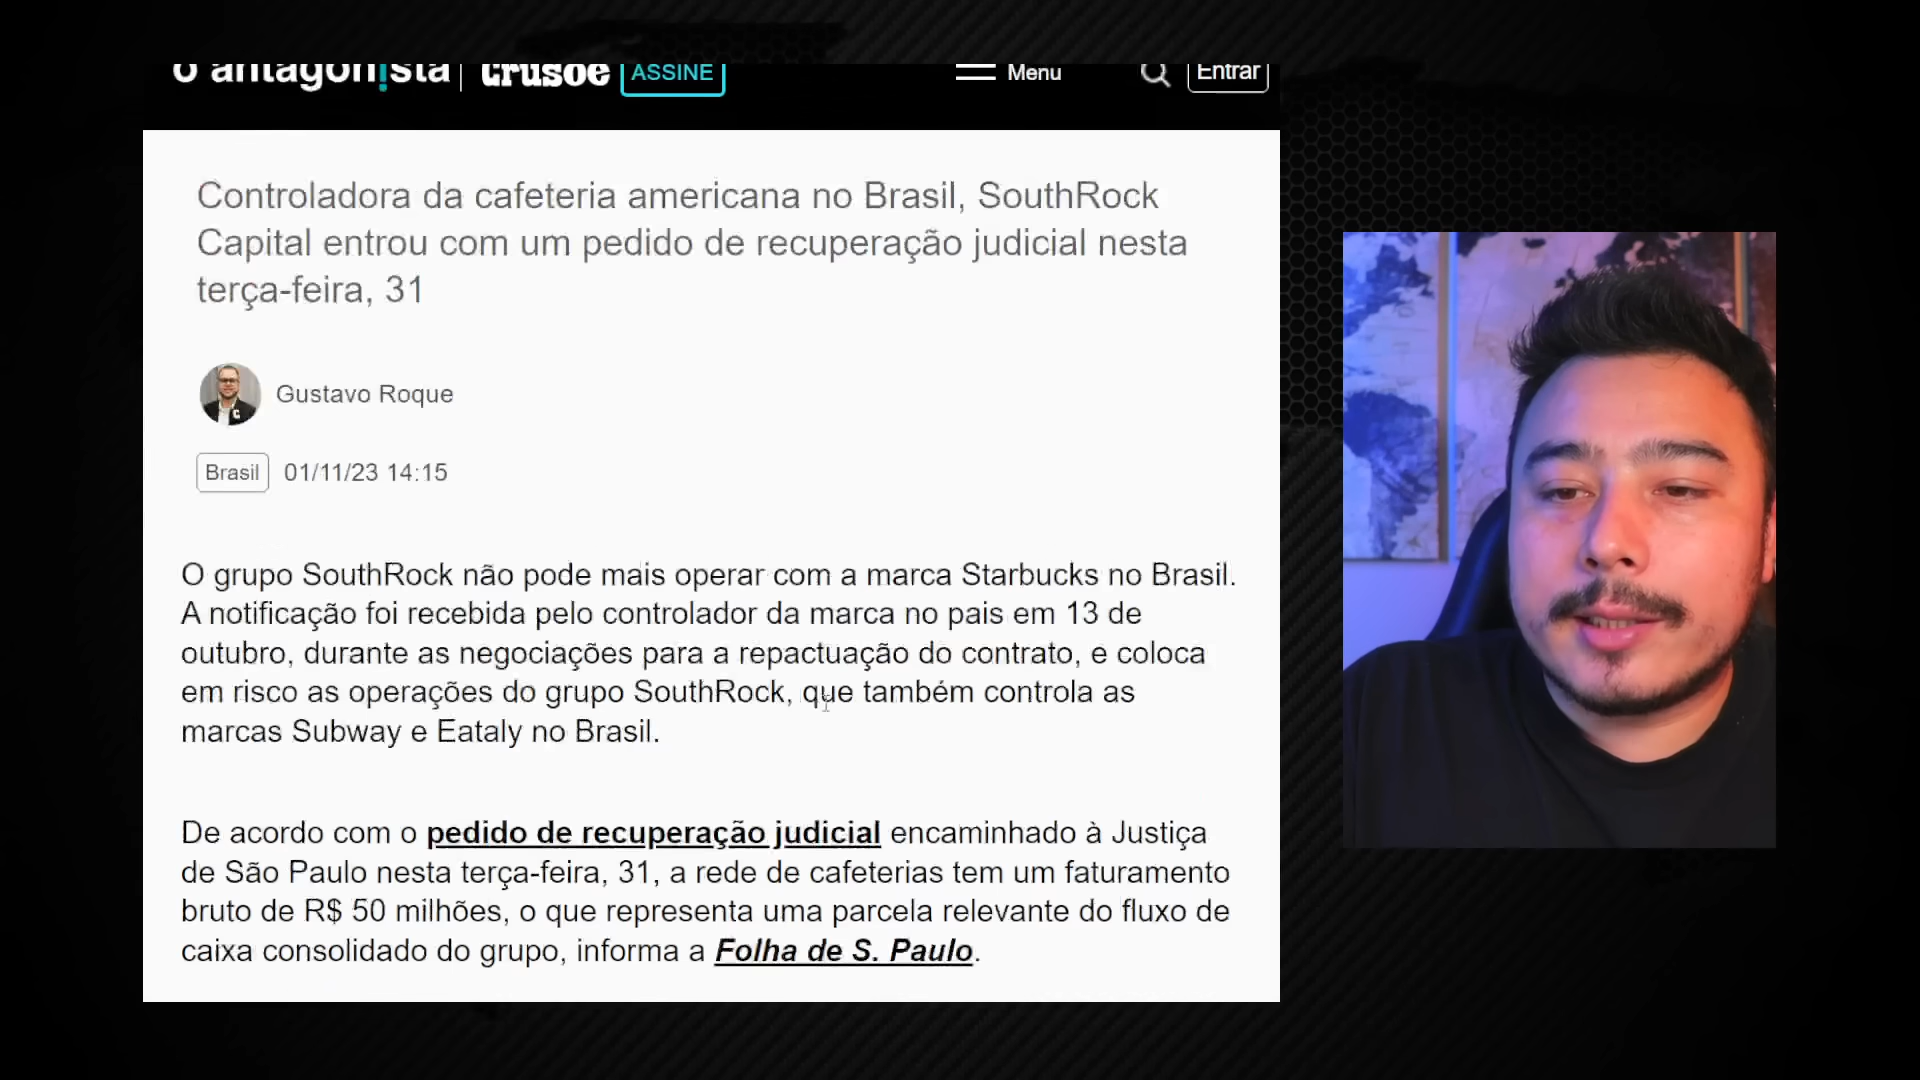 o antagonista | crusoé ASSINE Menu Entrar
Controladora da cafeteria americana no Brasil, SouthRock
Capital entrou com um pedido de recuperação judicial nesta
terça-feira, 31
Gustavo Roque
Brasil 01/11/23 14:15
O grupo SouthRock não pode mais operar com a marca Starbucks no Brasil.
A notificação foi recebida pelo controlador da marca no pais em 13 de
outubro, durante as negociações para a repactuação do contrato, e coloca
em risco as operações do grupo SouthRock, que também controla as
marcas Subway e Eataly no Brasil.
De acordo com o pedido de recuperação judicial encaminhado à Justiça
de São Paulo nesta terça-feira, 31, a rede de cafeterias tem um faturamento
bruto de R$ 50 milhões, o que representa uma parcela relevante do fluxo de
caixa consolidado do grupo, informa a Folha de S. Paulo.